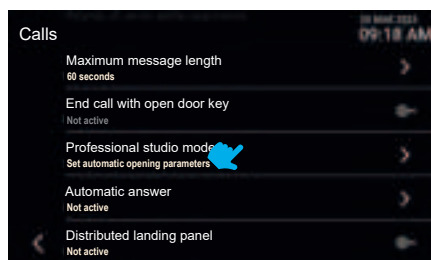 Calls
09:18 AM
Maximum message length
60 seconds
End call with open door key
Not active
Professional studio mode
Set automatic opening parameters
Automatic answer
Not active
Distributed landing panel
Not active